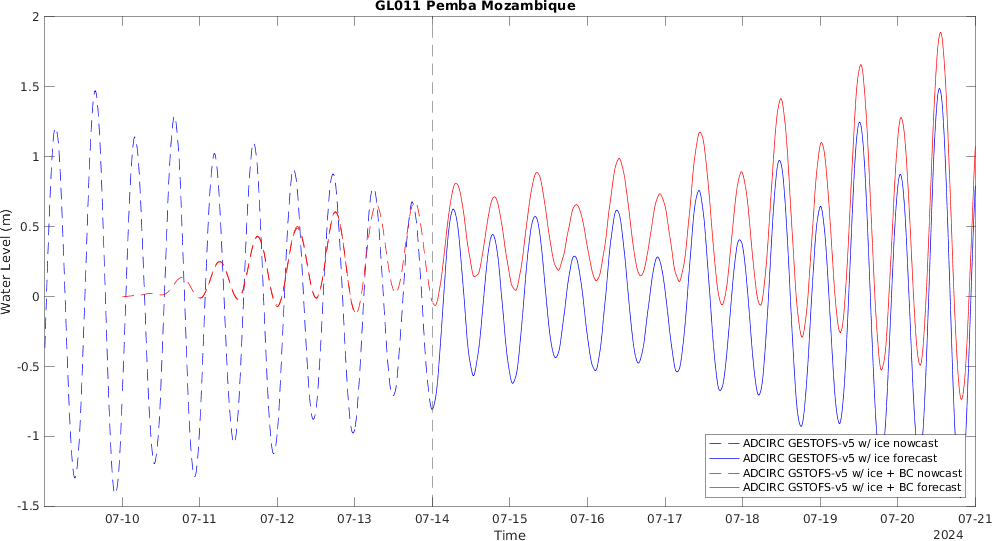 GL011 Pemba Mozambique
2
1.5
1
0.5
0
-0.5
-1
-1.5
Water Level (m)
ADCIRC GESTOFS-v5 w/ ice nowcast
ADCIRC GESTOFS-v5 w/ ice forecast
ADCIRC GSTOFS-v5 w/ ice + BC nowcast
ADCIRC GSTOFS-v5 w/ ice + BC forecast
07-10 07-11 07-12 07-13 07-14 07-15 07-16 07-17 07-18 07-19 07-20 07-21
Time
2024